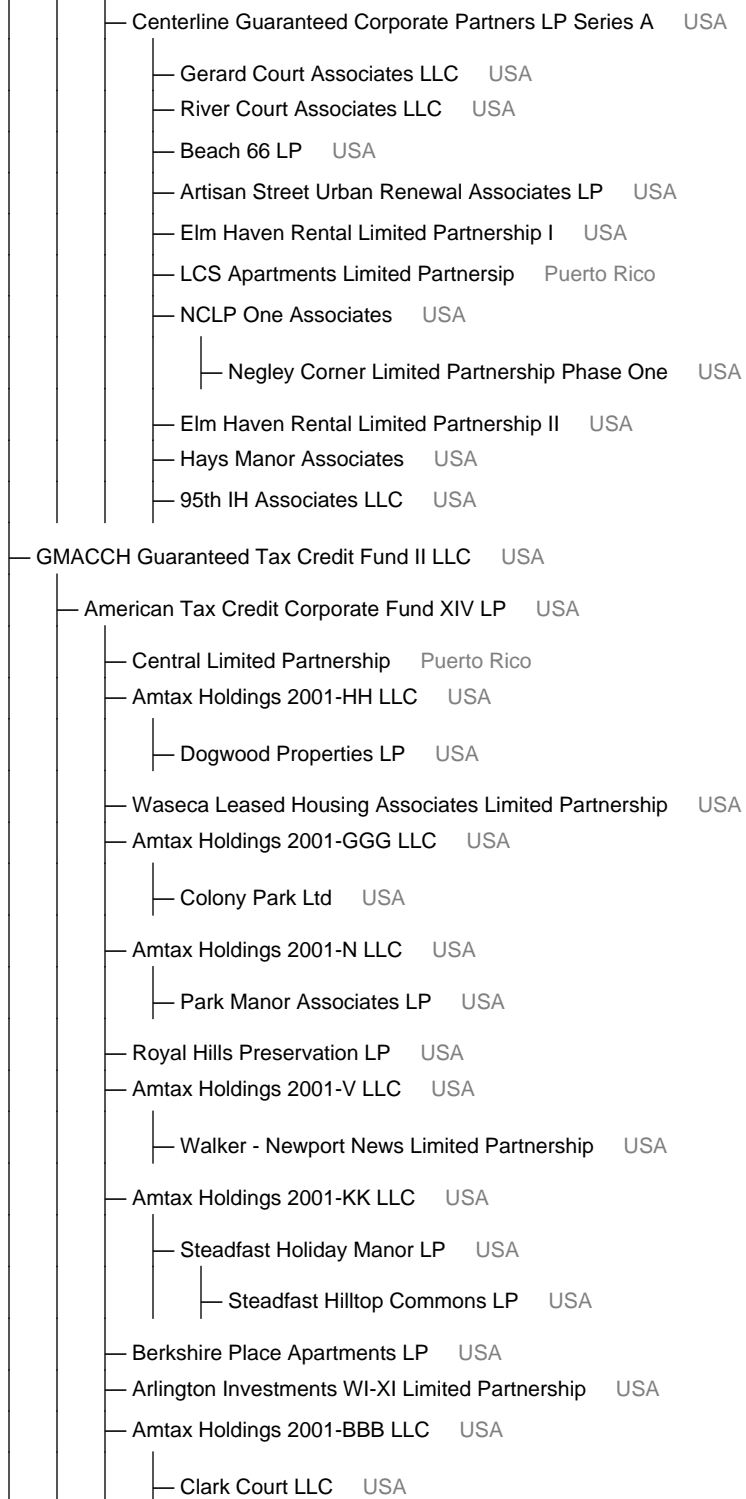 Centerline Guaranteed Corporate Partners LP Series A USA
Gerard Court Associates LLC USA
River Court Associates LLC USA
Beach 66 LP USA
Artisan Street Urban Renewal Associates LP USA
Elm Haven Rental Limited Partnership I USA
LCS Apartments Limited Partnersip Puerto Rico
NCLP One Associates USA
Negley Corner Limited Partnership Phase One USA
Elm Haven Rental Limited Partnership II USA
Hays Manor Associates USA
95th IH Associates LLC USA
GMACCH Guaranteed Tax Credit Fund II LLC USA
American Tax Credit Corporate Fund XIV LP USA
Central Limited Partnership Puerto Rico
Amtax Holdings 2001-HH LLC USA
Dogwood Properties LP USA
Waseca Leased Housing Associates Limited Partnership USA
Amtax Holdings 2001-GGG LLC USA
Colony Park Ltd USA
Amtax Holdings 2001-N LLC USA
Park Manor Associates LP USA
Royal Hills Preservation LP USA
Amtax Holdings 2001-V LLC USA
Walker - Newport News Limited Partnership USA
Amtax Holdings 2001-KK LLC USA
Steadfast Holiday Manor LP USA
Steadfast Hilltop Commons LP USA
Berkshire Place Apartments LP USA
Arlington Investments WI-XI Limited Partnership USA
Amtax Holdings 2001-BBB LLC USA
Clark Court LLC USA